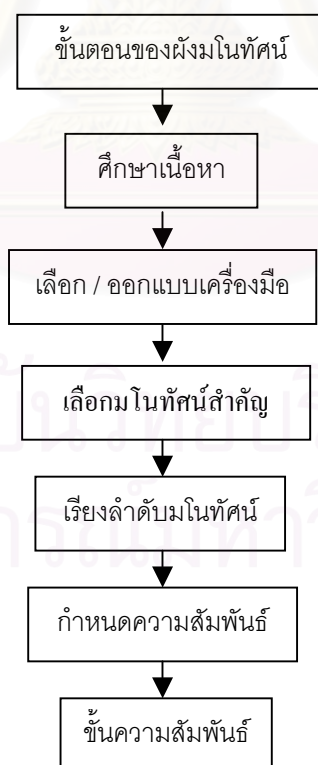 ขั้นตอนของผังมโนทัศน์
ศึกษาเนื้อหา
เลือก / ออกแบบเครื่องมือ
เลือกมโนทัศน์สำคัญ
เรียงลำดับมโนทัศน์
กำหนดความสัมพันธ์
ขั้นความสัมพันธ์